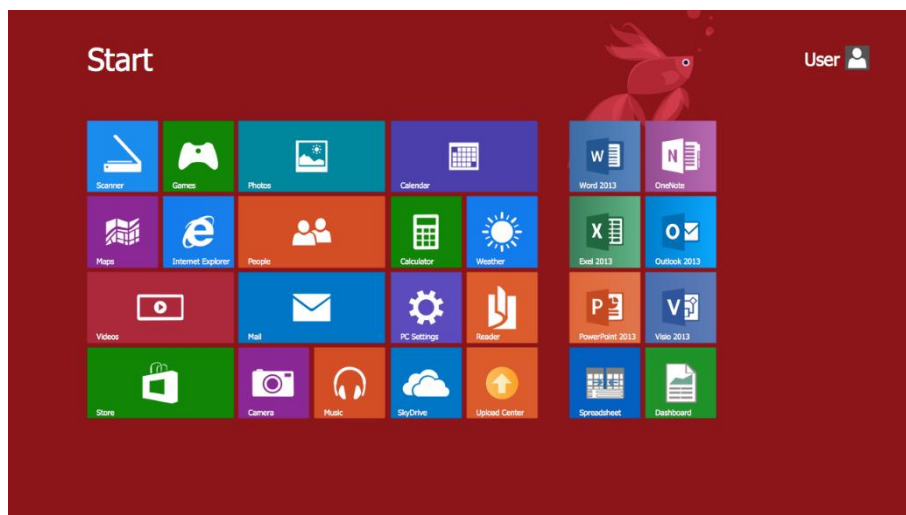 Start
User
Scanner
Games
Photos
Calendar
Word 2013
OneNote
Maps
Internet Explorer
People
Calculator
Weather
Exel 2013
Outlook 2013
Videos
Mail
PC Settings
Reader
PowerPoint 2013
Visio 2013
Store
Camera
Music
SkyDrive
Upload Center
Spreadsheet
Dashboard